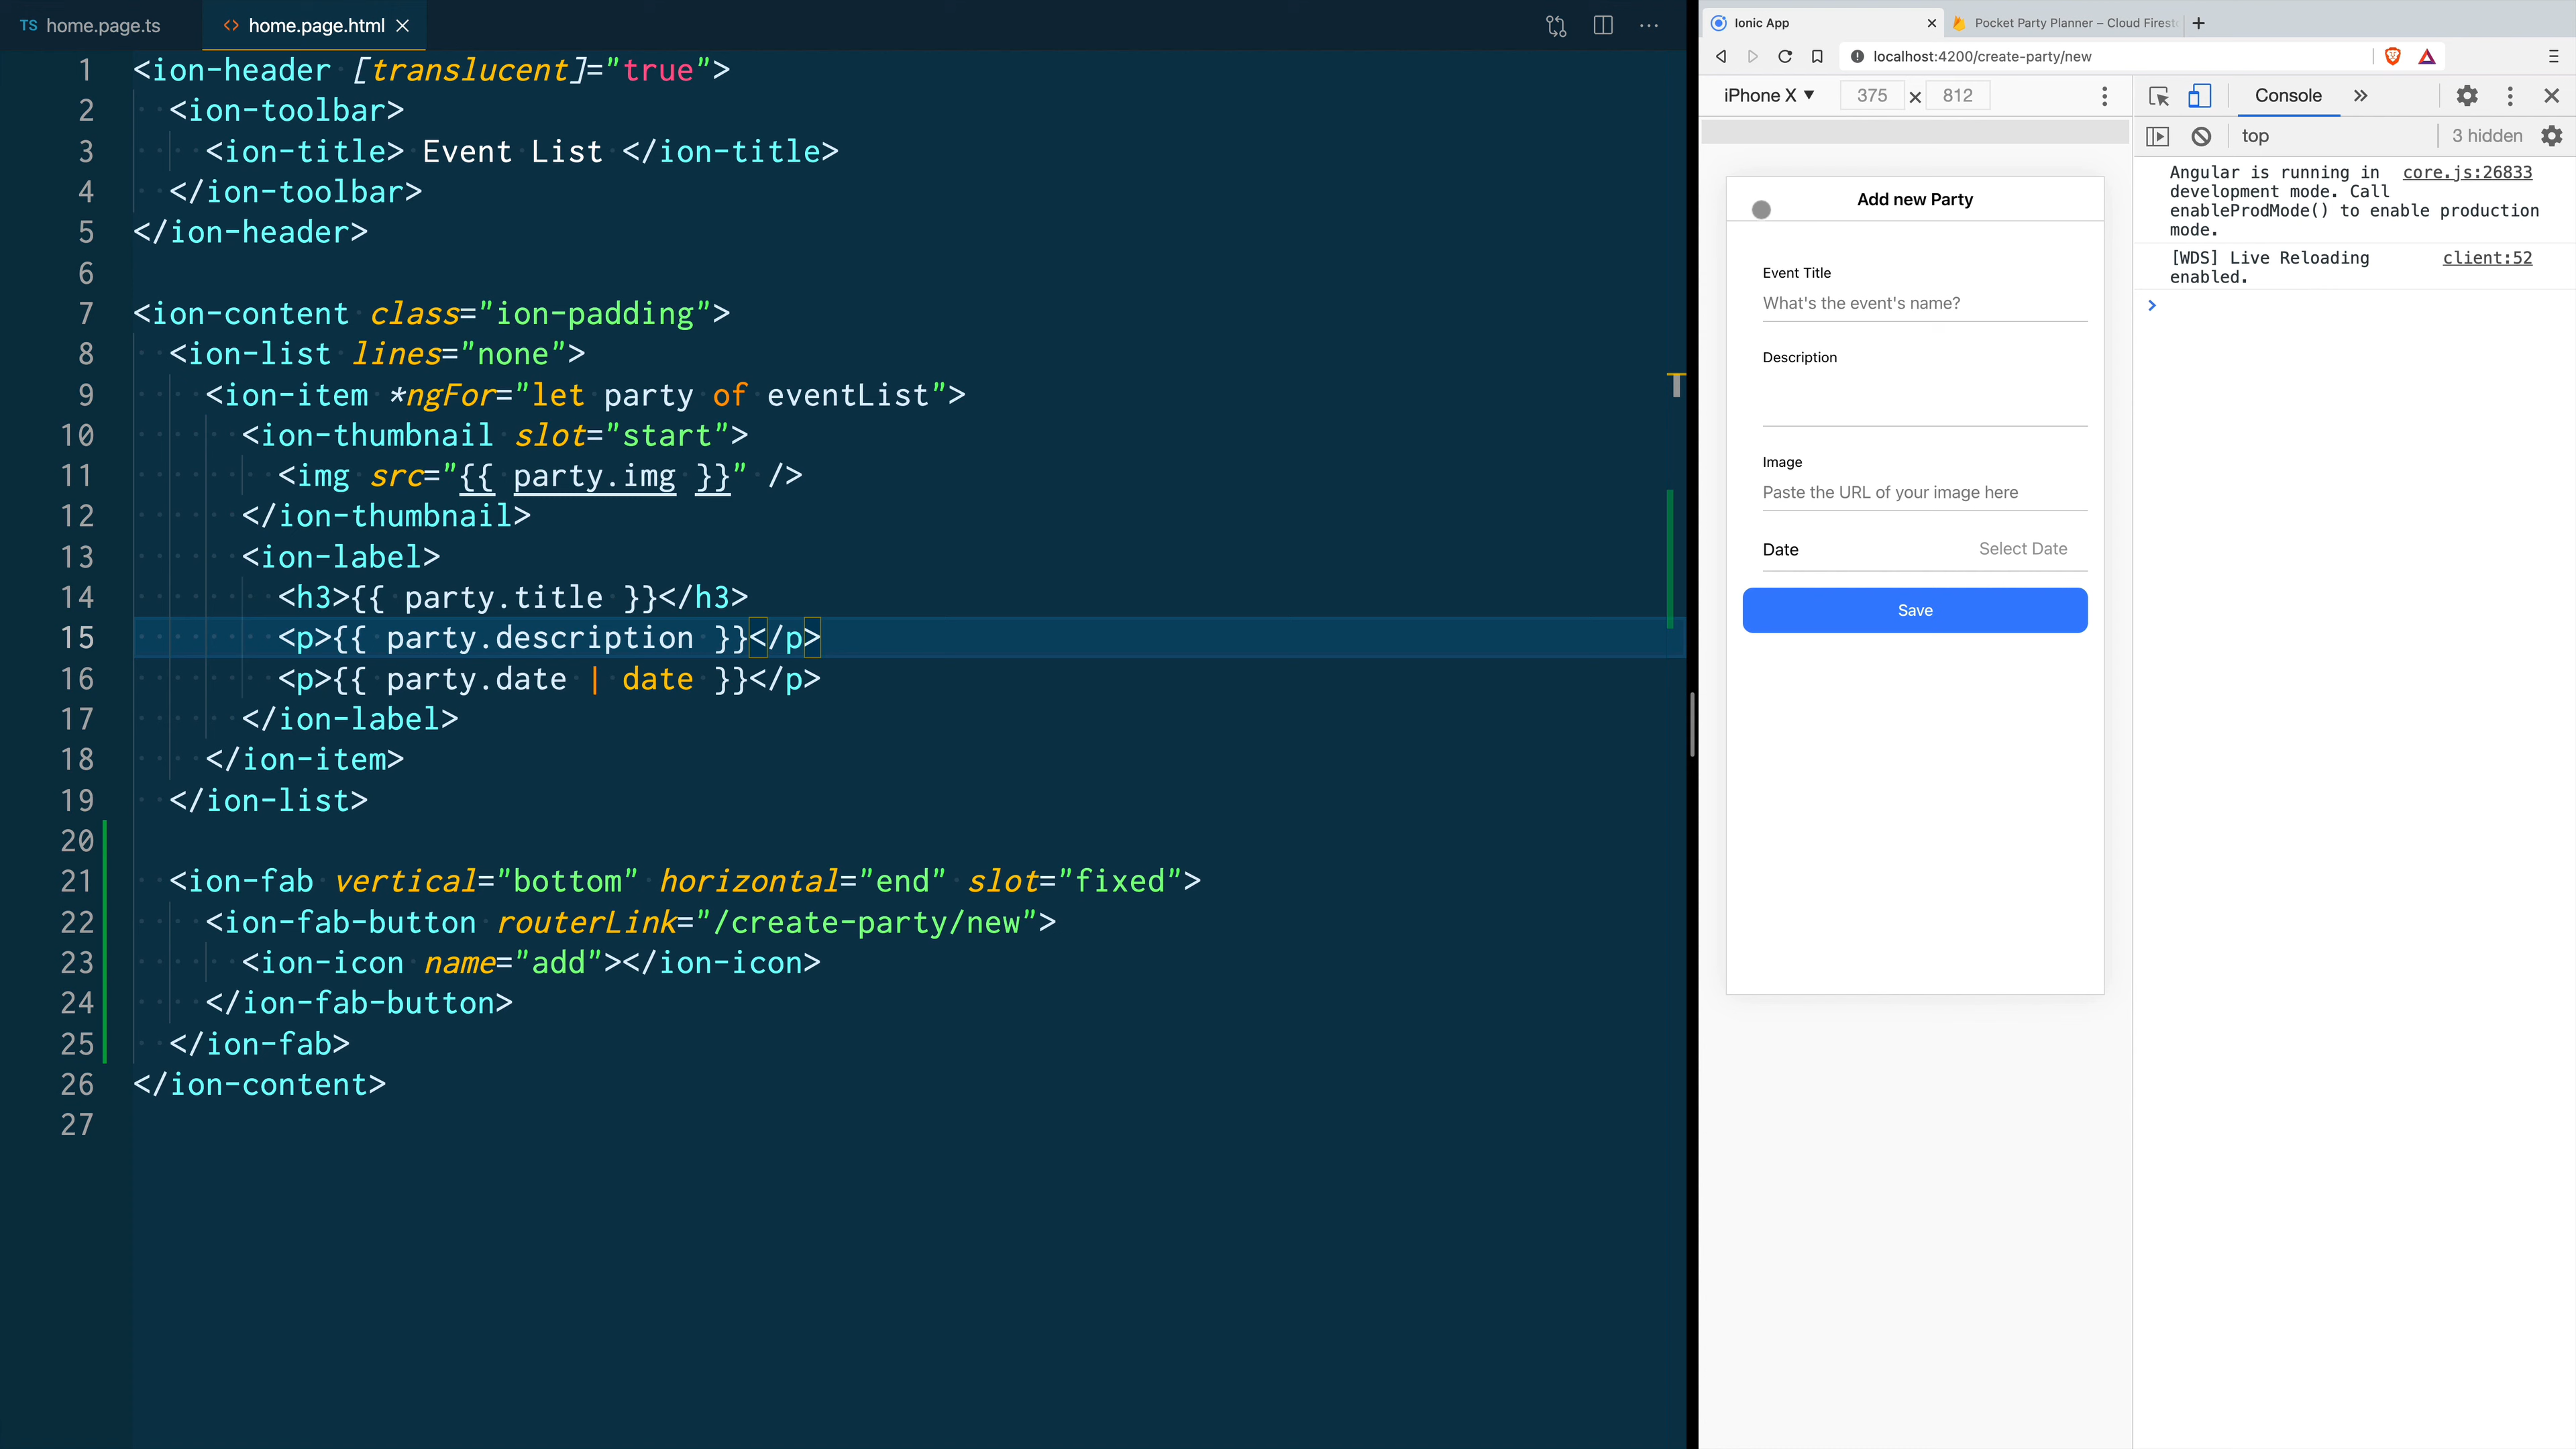 TS home.page.ts
<> home.page.html
1 <ion-header [translucent]="true">
2 <ion-toolbar>
3 <ion-title> Event List </ion-title>
4 </ion-toolbar>
5 </ion-header>
6
7 <ion-content class="ion-padding">
8 <ion-list lines="none">
9 <ion-item *ngFor="let party of eventList">
10 <ion-thumbnail slot="start">
11 <img src="{{ party.img }}" />
12 </ion-thumbnail>
13 <ion-label>
14 <h3>{{ party.title }}</h3>
15 <p>{{ party.description }}</p>
16 <p>{{ party.date | date }}</p>
17 </ion-label>
18 </ion-item>
19 </ion-list>
20
21 <ion-fab vertical="bottom" horizontal="end" slot="fixed">
22 <ion-fab-button routerLink="/create-party/new">
23 <ion-icon name="add"></ion-icon>
24 </ion-fab-button>
25 </ion-fab>
26 </ion-content>
27
Ionic App
Pocket Party Planner – Cloud Firest
localhost:4200/create-party/new
iPhone X ▼ 375 × 812
Add new Party
Event Title
What's the event's name?
Description
Image
Paste the URL of your image here
Date Select Date
Save
Console »
top 3 hidden
Angular is running in core.js:26833
development mode. Call
enableProdMode() to enable production
mode.
[WDS] Live Reloading client:52
enabled.